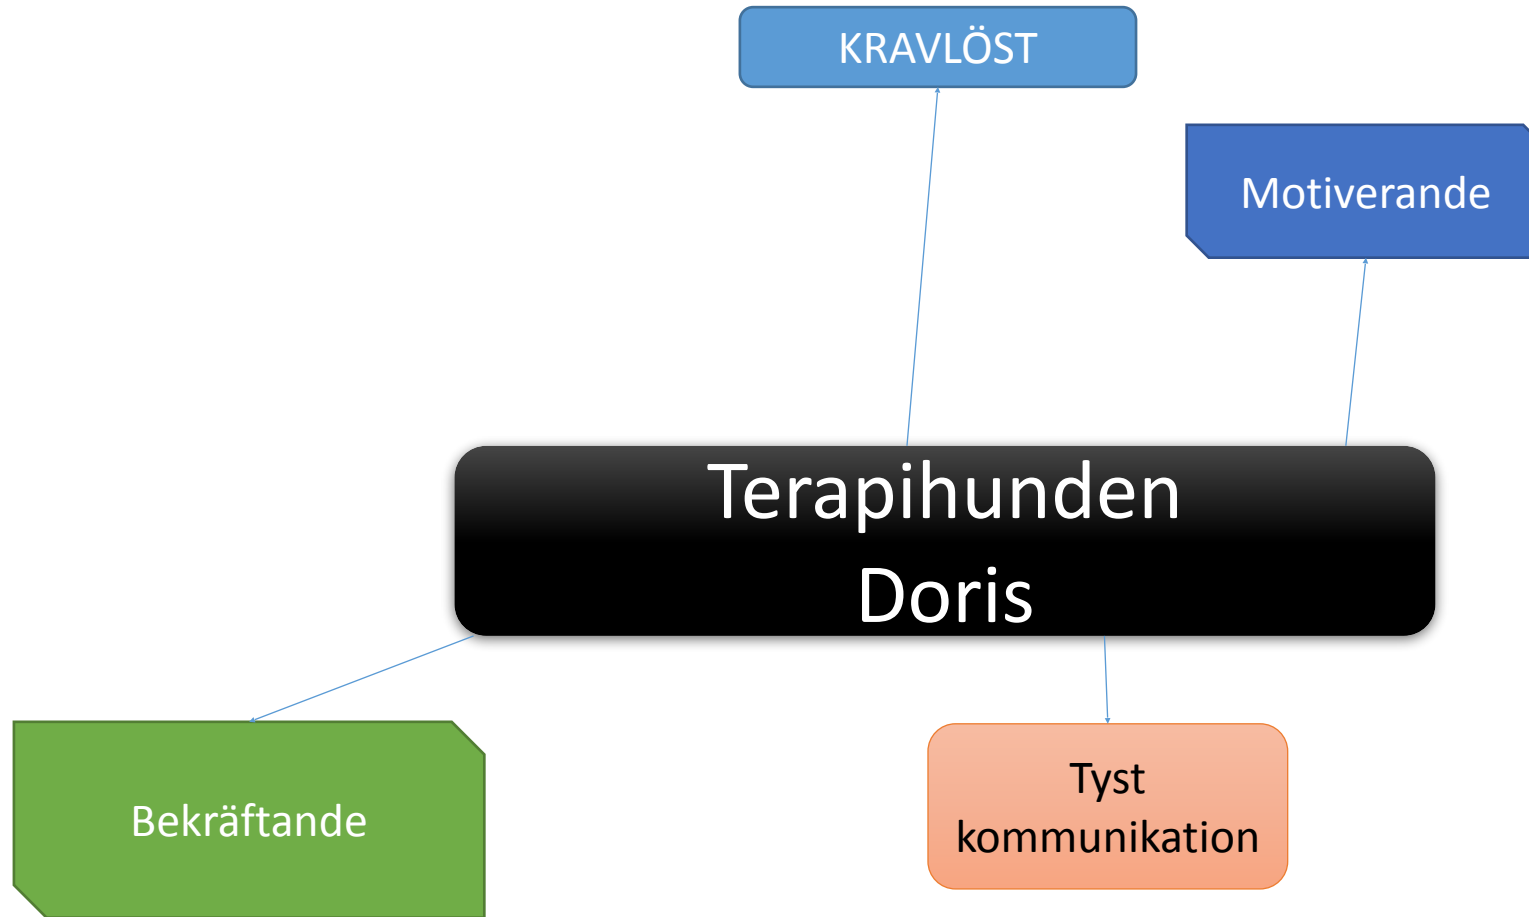 KRAVLÖST
Motiverande
Terapihunden
Doris
Bekräftande
Tyst
kommunikation